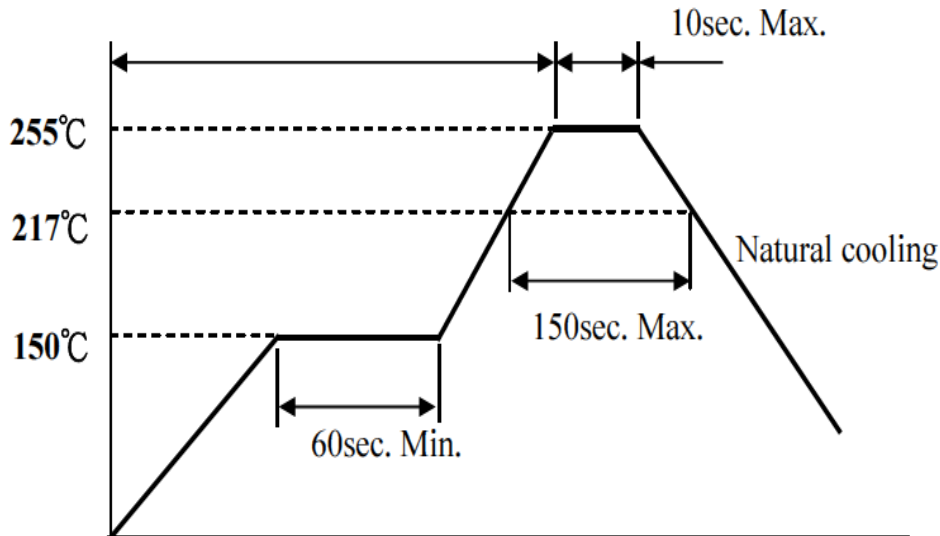 10sec. Max.
255℃
217℃
Natural cooling
150sec. Max.
150℃
60sec. Min.